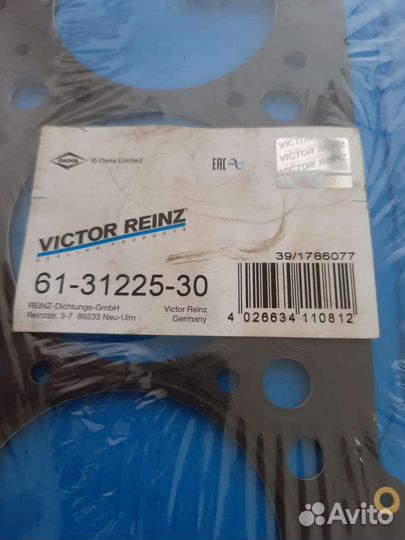 DANA © Dana Limited EAC
VICTOR REINZ
VICTOR REINZ
VICTOR REINZ
VICTOR REINZ
SEALING PRODUCTS
39/1786077
61-31225-30
REINZ-Dichtungs-GmbH
Reinzstr. 3-7 89233 Neu-Ulm
Victor Reinz
Germany
4 026634 110812
Avito